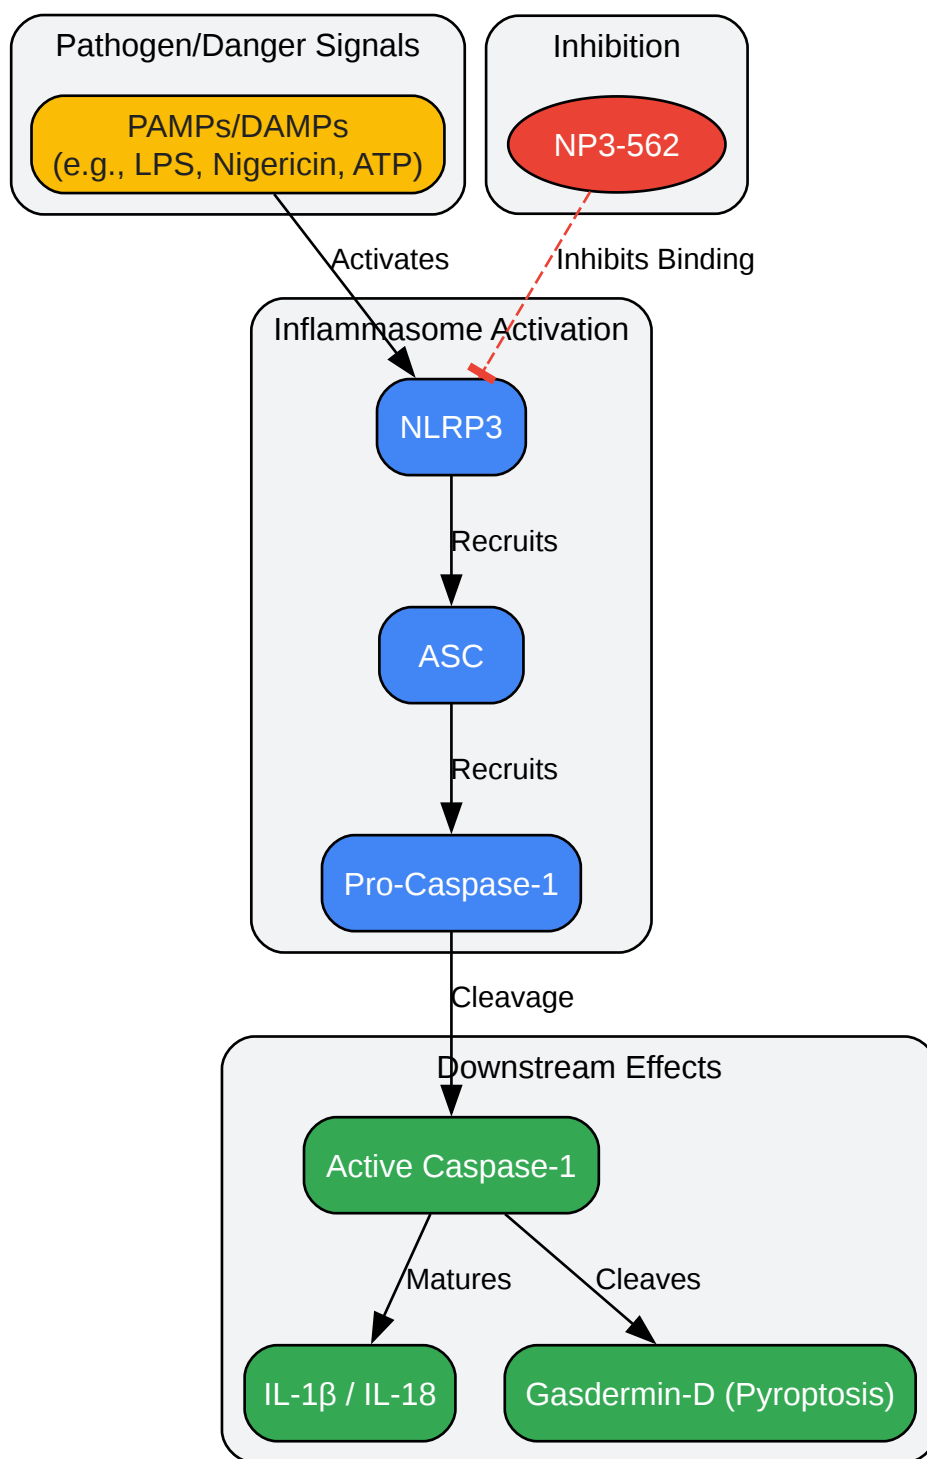 Pathogen/Danger Signals
Inhibition
PAMPs/DAMPs
(e.g., LPS, Nigericin, ATP)
NP3-562
Activates
Inhibits Binding
Inflammasome Activation
NLRP3
Recruits
ASC
Recruits
Pro-Caspase-1
Cleavage
Downstream Effects
Active Caspase-1
Matures
Cleaves
IL-1β / IL-18
Gasdermin-D (Pyroptosis)